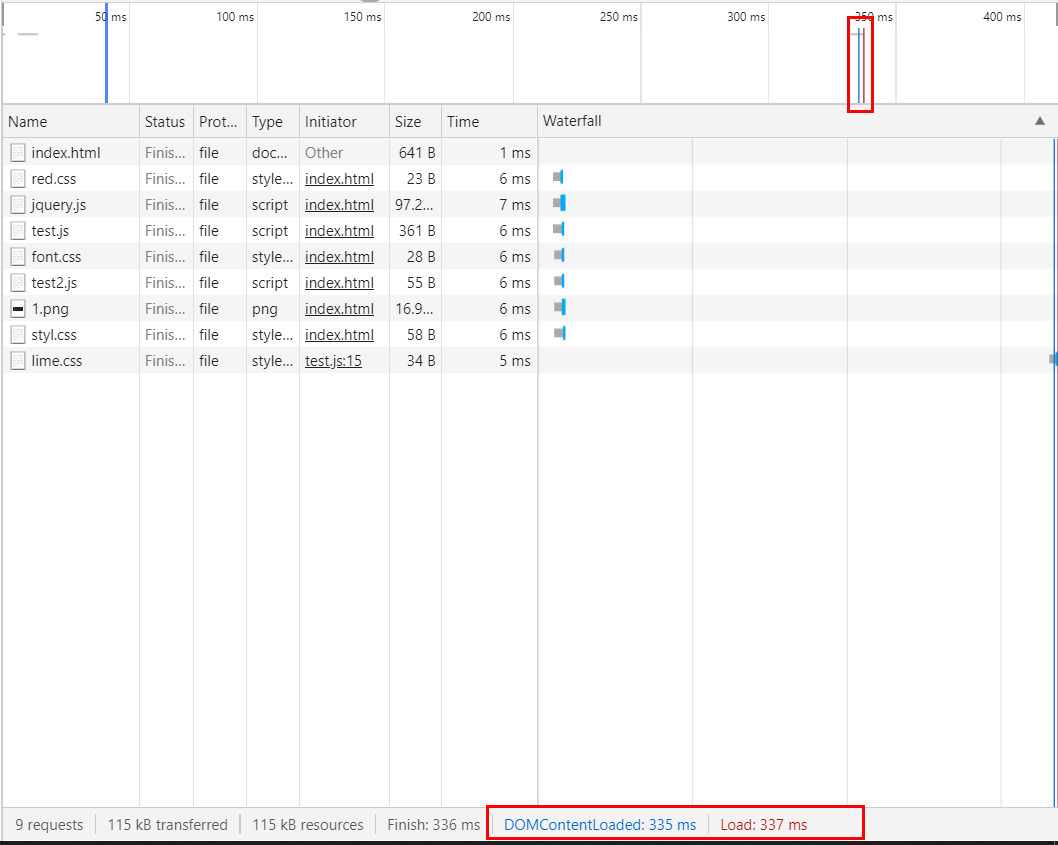 50 ms 100 ms 150 ms 200 ms 250 ms 300 ms 350 ms 400 ms
Name Status Prot... Type Initiator Size Time Waterfall
index.html Finis... file doc... Other 641 B 1 ms
red.css Finis... file style... index.html 23 B 6 ms
jquery.js Finis... file script index.html 97.2... 7 ms
test.js Finis... file script index.html 361 B 6 ms
font.css Finis... file style... index.html 28 B 6 ms
test2.js Finis... file script index.html 55 B 6 ms
1.png Finis... file png index.html 16.9... 6 ms
styl.css Finis... file style... index.html 58 B 6 ms
lime.css Finis... file style... test.js:15 34 B 5 ms
9 requests 115 kB transferred 115 kB resources Finish: 336 ms DOMContentLoaded: 335 ms Load: 337 ms